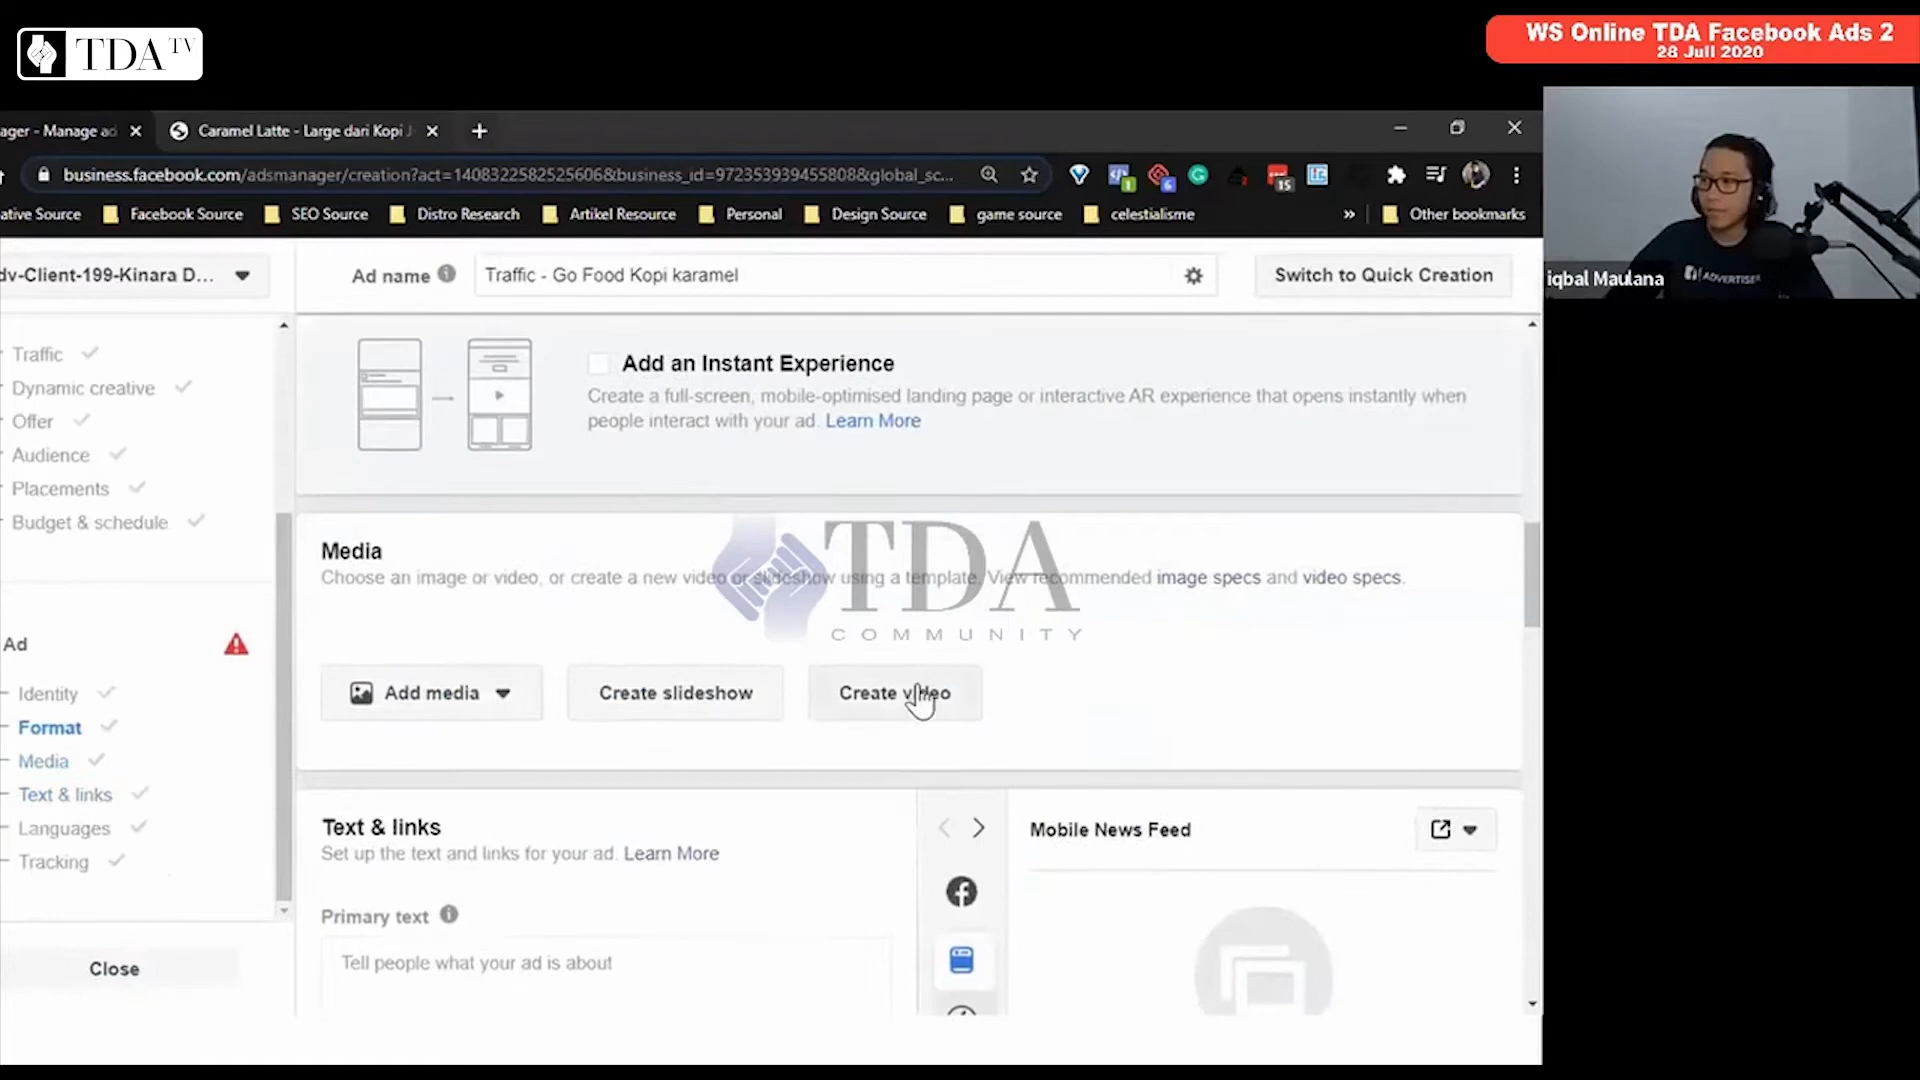 TDA TV
WS Online TDA Facebook Ads 2
28 Juli 2020
ager - Manage ad
Caramel Latte - Large dari Kopi J
business.facebook.com/adsmanager/creation?act=1408322582525606&business_id=972353939455808&global_sc...
1
6
2
15
ative Source
Facebook Source
SEO Source
Distro Research
Artikel Resource
Personal
Design Source
game source
celestialisme
Other bookmarks
ADVERTISER
iqbal Maulana
dv-Client-199-Kinara D...
Ad name
Traffic - Go Food Kopi karamel
Switch to Quick Creation
Traffic
Dynamic creative
Offer
Audience
Placements
Budget & schedule
Add an Instant Experience
Create a full-screen, mobile-optimised landing page or interactive AR experience that opens instantly when
people interact with your ad. Learn More
Media
Choose an image or video, or create a new video or slideshow using a template. View recommended image specs and video specs.
TDA
COMMUNITY
Ad
Identity
Format
Media
Text & links
Languages
Tracking
Close
Add media
Create slideshow
Create video
Text & links
Set up the text and links for your ad. Learn More
Primary text
Tell people what your ad is about
Mobile News Feed